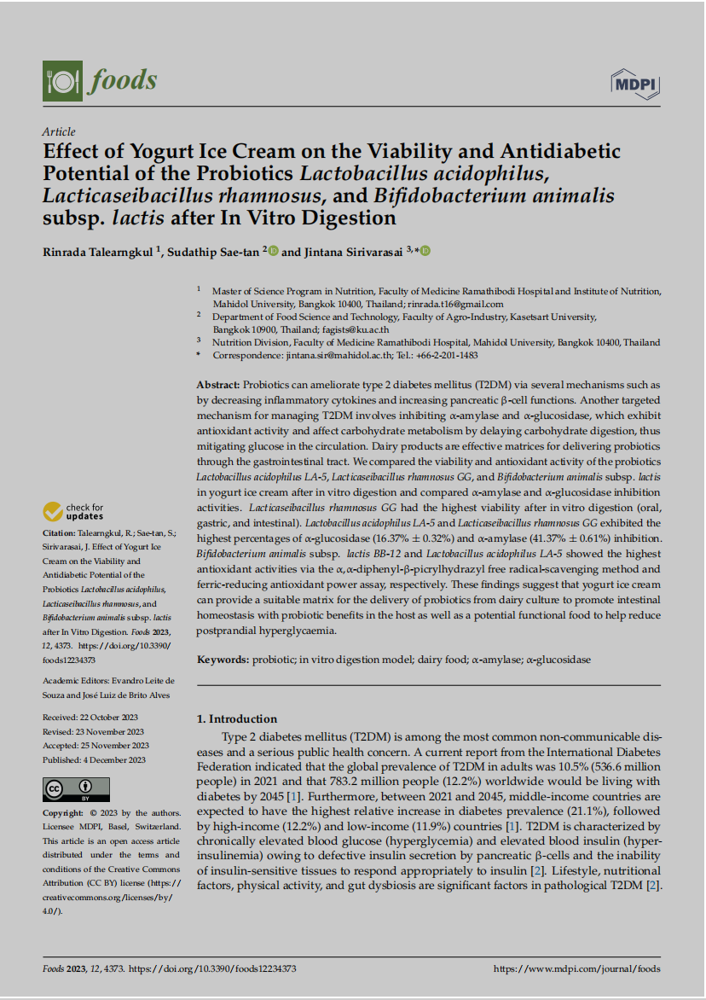 foods
MDPI
Article
Effect of Yogurt Ice Cream on the Viability and Antidiabetic
Potential of the Probiotics Lactobacillus acidophilus,
Lacticaseibacillus rhamnosus, and Bifidobacterium animalis
subsp. lactis after In Vitro Digestion
Rinrada Talearngkul 1, Sudathip Sae-tan 2 and Jintana Sirivarasai 3,*
1 Master of Science Program in Nutrition, Faculty of Medicine Ramathibodi Hospital and Institute of Nutrition,
Mahidol University, Bangkok 10400, Thailand; rinrada.t16@gmail.com
2 Department of Food Science and Technology, Faculty of Agro-Industry, Kasetsart University,
Bangkok 10900, Thailand; fagists@ku.ac.th
3 Nutrition Division, Faculty of Medicine Ramathibodi Hospital, Mahidol University, Bangkok 10400, Thailand
* Correspondence: jintana.sir@mahidol.ac.th; Tel.: +66-2-201-1483
Abstract: Probiotics can ameliorate type 2 diabetes mellitus (T2DM) via several mechanisms such as
by decreasing inflammatory cytokines and increasing pancreatic β-cell functions. Another targeted
mechanism for managing T2DM involves inhibiting α-amylase and α-glucosidase, which exhibit
antioxidant activity and affect carbohydrate metabolism by delaying carbohydrate digestion, thus
mitigating glucose in the circulation. Dairy products are effective matrices for delivering probiotics
through the gastrointestinal tract. We compared the viability and antioxidant activity of the probiotics
Lactobacillus acidophilus LA-5, Lacticaseibacillus rhamnosus GG, and Bifidobacterium animalis subsp. lactis
in yogurt ice cream after in vitro digestion and compared α-amylase and α-glucosidase inhibition
activities. Lacticaseibacillus rhamnosus GG had the highest viability after in vitro digestion (oral,
gastric, and intestinal). Lactobacillus acidophilus LA-5 and Lacticaseibacillus rhamnosus GG exhibited the
highest percentages of α-glucosidase (16.37% ± 0.32%) and α-amylase (41.37% ± 0.61%) inhibition.
Bifidobacterium animalis subsp. lactis BB-12 and Lactobacillus acidophilus LA-5 showed the highest
antioxidant activities via the α,α-diphenyl-β-picrylhydrazyl free radical-scavenging method and
ferric-reducing antioxidant power assay, respectively. These findings suggest that yogurt ice cream
can provide a suitable matrix for the delivery of probiotics from dairy culture to promote intestinal
homeostasis with probiotic benefits in the host as well as a potential functional food to help reduce
postprandial hyperglycaemia.
Keywords: probiotic; in vitro digestion model; dairy food; α-amylase; α-glucosidase
check for
updates
Citation: Talearngkul, R.; Sae-tan, S.;
Sirivarasai, J. Effect of Yogurt Ice
Cream on the Viability and
Antidiabetic Potential of the
Probiotics Lactobacillus acidophilus,
Lacticaseibacillus rhamnosus, and
Bifidobacterium animalis subsp. lactis
after In Vitro Digestion. Foods 2023,
12, 4373. https://doi.org/10.3390/
foods12234373
Academic Editors: Evandro Leite de
Souza and José Luiz de Brito Alves
Received: 22 October 2023
Revised: 23 November 2023
Accepted: 25 November 2023
Published: 4 December 2023
CC BY
Copyright: © 2023 by the authors.
Licensee MDPI, Basel, Switzerland.
This article is an open access article
distributed under the terms and
conditions of the Creative Commons
Attribution (CC BY) license (https://
creativecommons.org/licenses/by/
4.0/).
1. Introduction
Type 2 diabetes mellitus (T2DM) is among the most common non-communicable dis-
eases and a serious public health concern. A current report from the International Diabetes
Federation indicated that the global prevalence of T2DM in adults was 10.5% (536.6 million
people) in 2021 and that 783.2 million people (12.2%) worldwide would be living with
diabetes by 2045 [1]. Furthermore, between 2021 and 2045, middle-income countries are
expected to have the highest relative increase in diabetes prevalence (21.1%), followed
by high-income (12.2%) and low-income (11.9%) countries [1]. T2DM is characterized by
chronically elevated blood glucose (hyperglycemia) and elevated blood insulin (hyper-
insulinemia) owing to defective insulin secretion by pancreatic β-cells and the inability
of insulin-sensitive tissues to respond appropriately to insulin [2]. Lifestyle, nutritional
factors, physical activity, and gut dysbiosis are significant factors in pathological T2DM [2].
Foods 2023, 12, 4373. https://doi.org/10.3390/foods12234373
https://www.mdpi.com/journal/foods